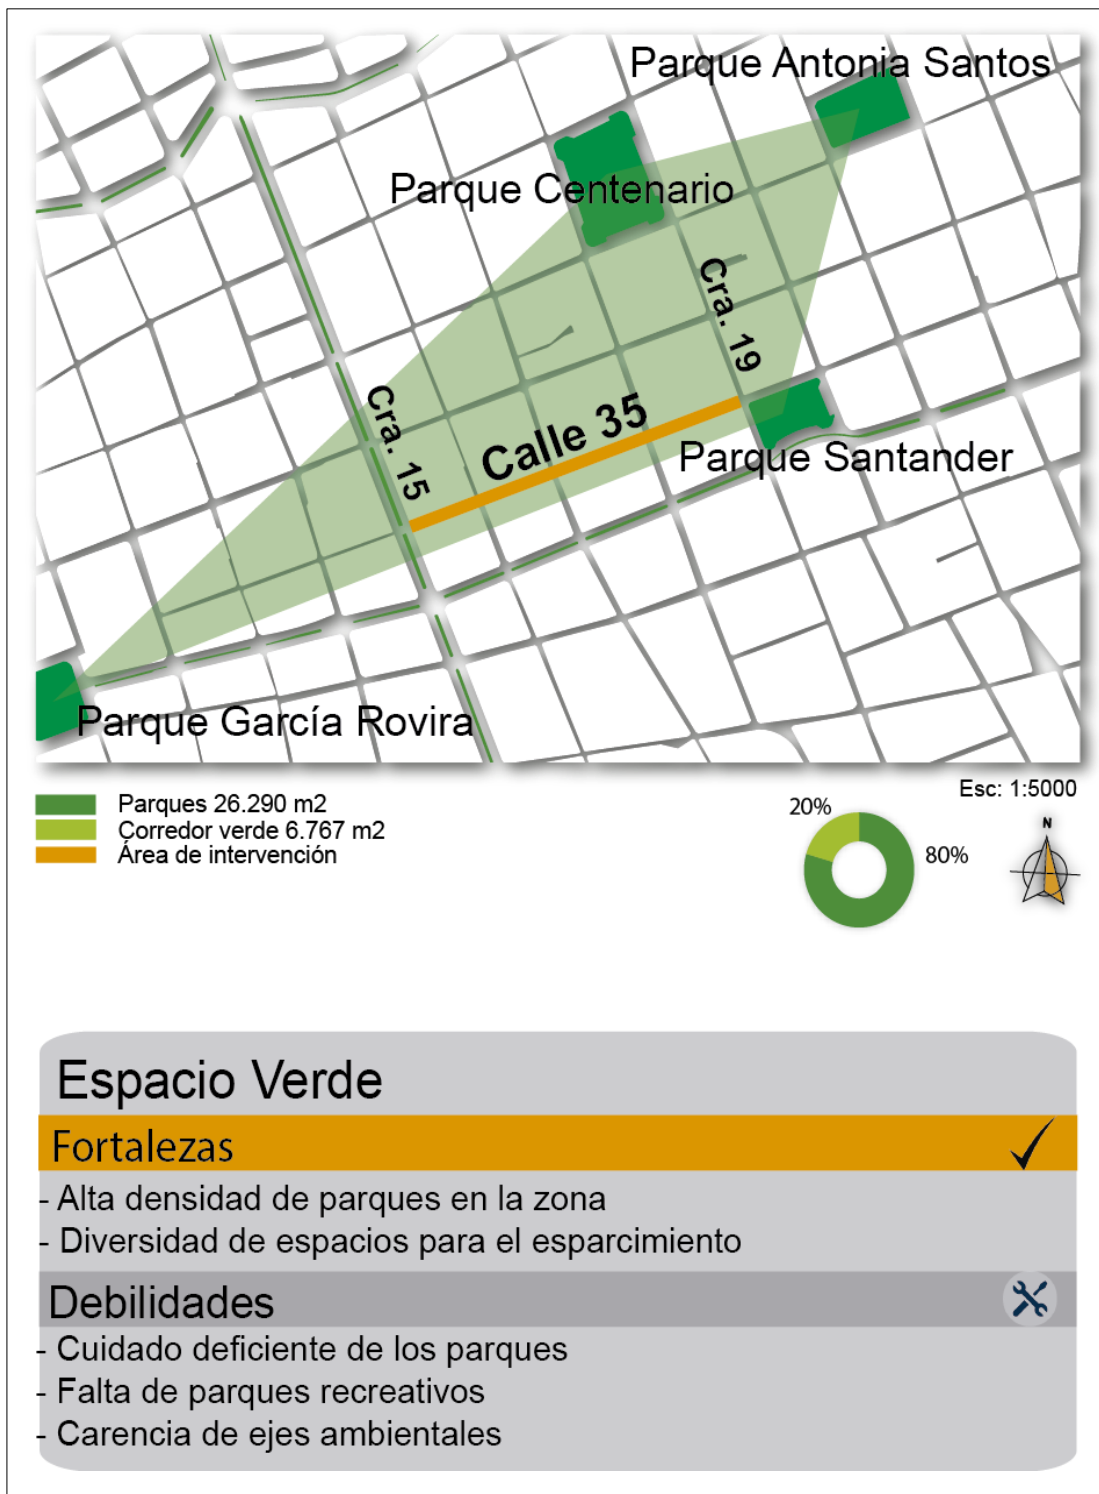 Parque Antonia Santos
Parque Centenario
Cra. 19
Cra. 15
Calle 35
Parque Santander
Parque García Rovira
Parques 26.290 m2
Corredor verde 6.767 m2
Área de intervención
20%
80%
Esc: 1:5000
N
Espacio Verde
Fortalezas
- Alta densidad de parques en la zona
- Diversidad de espacios para el esparcimiento
Debilidades
- Cuidado deficiente de los parques
- Falta de parques recreativos
- Carencia de ejes ambientales